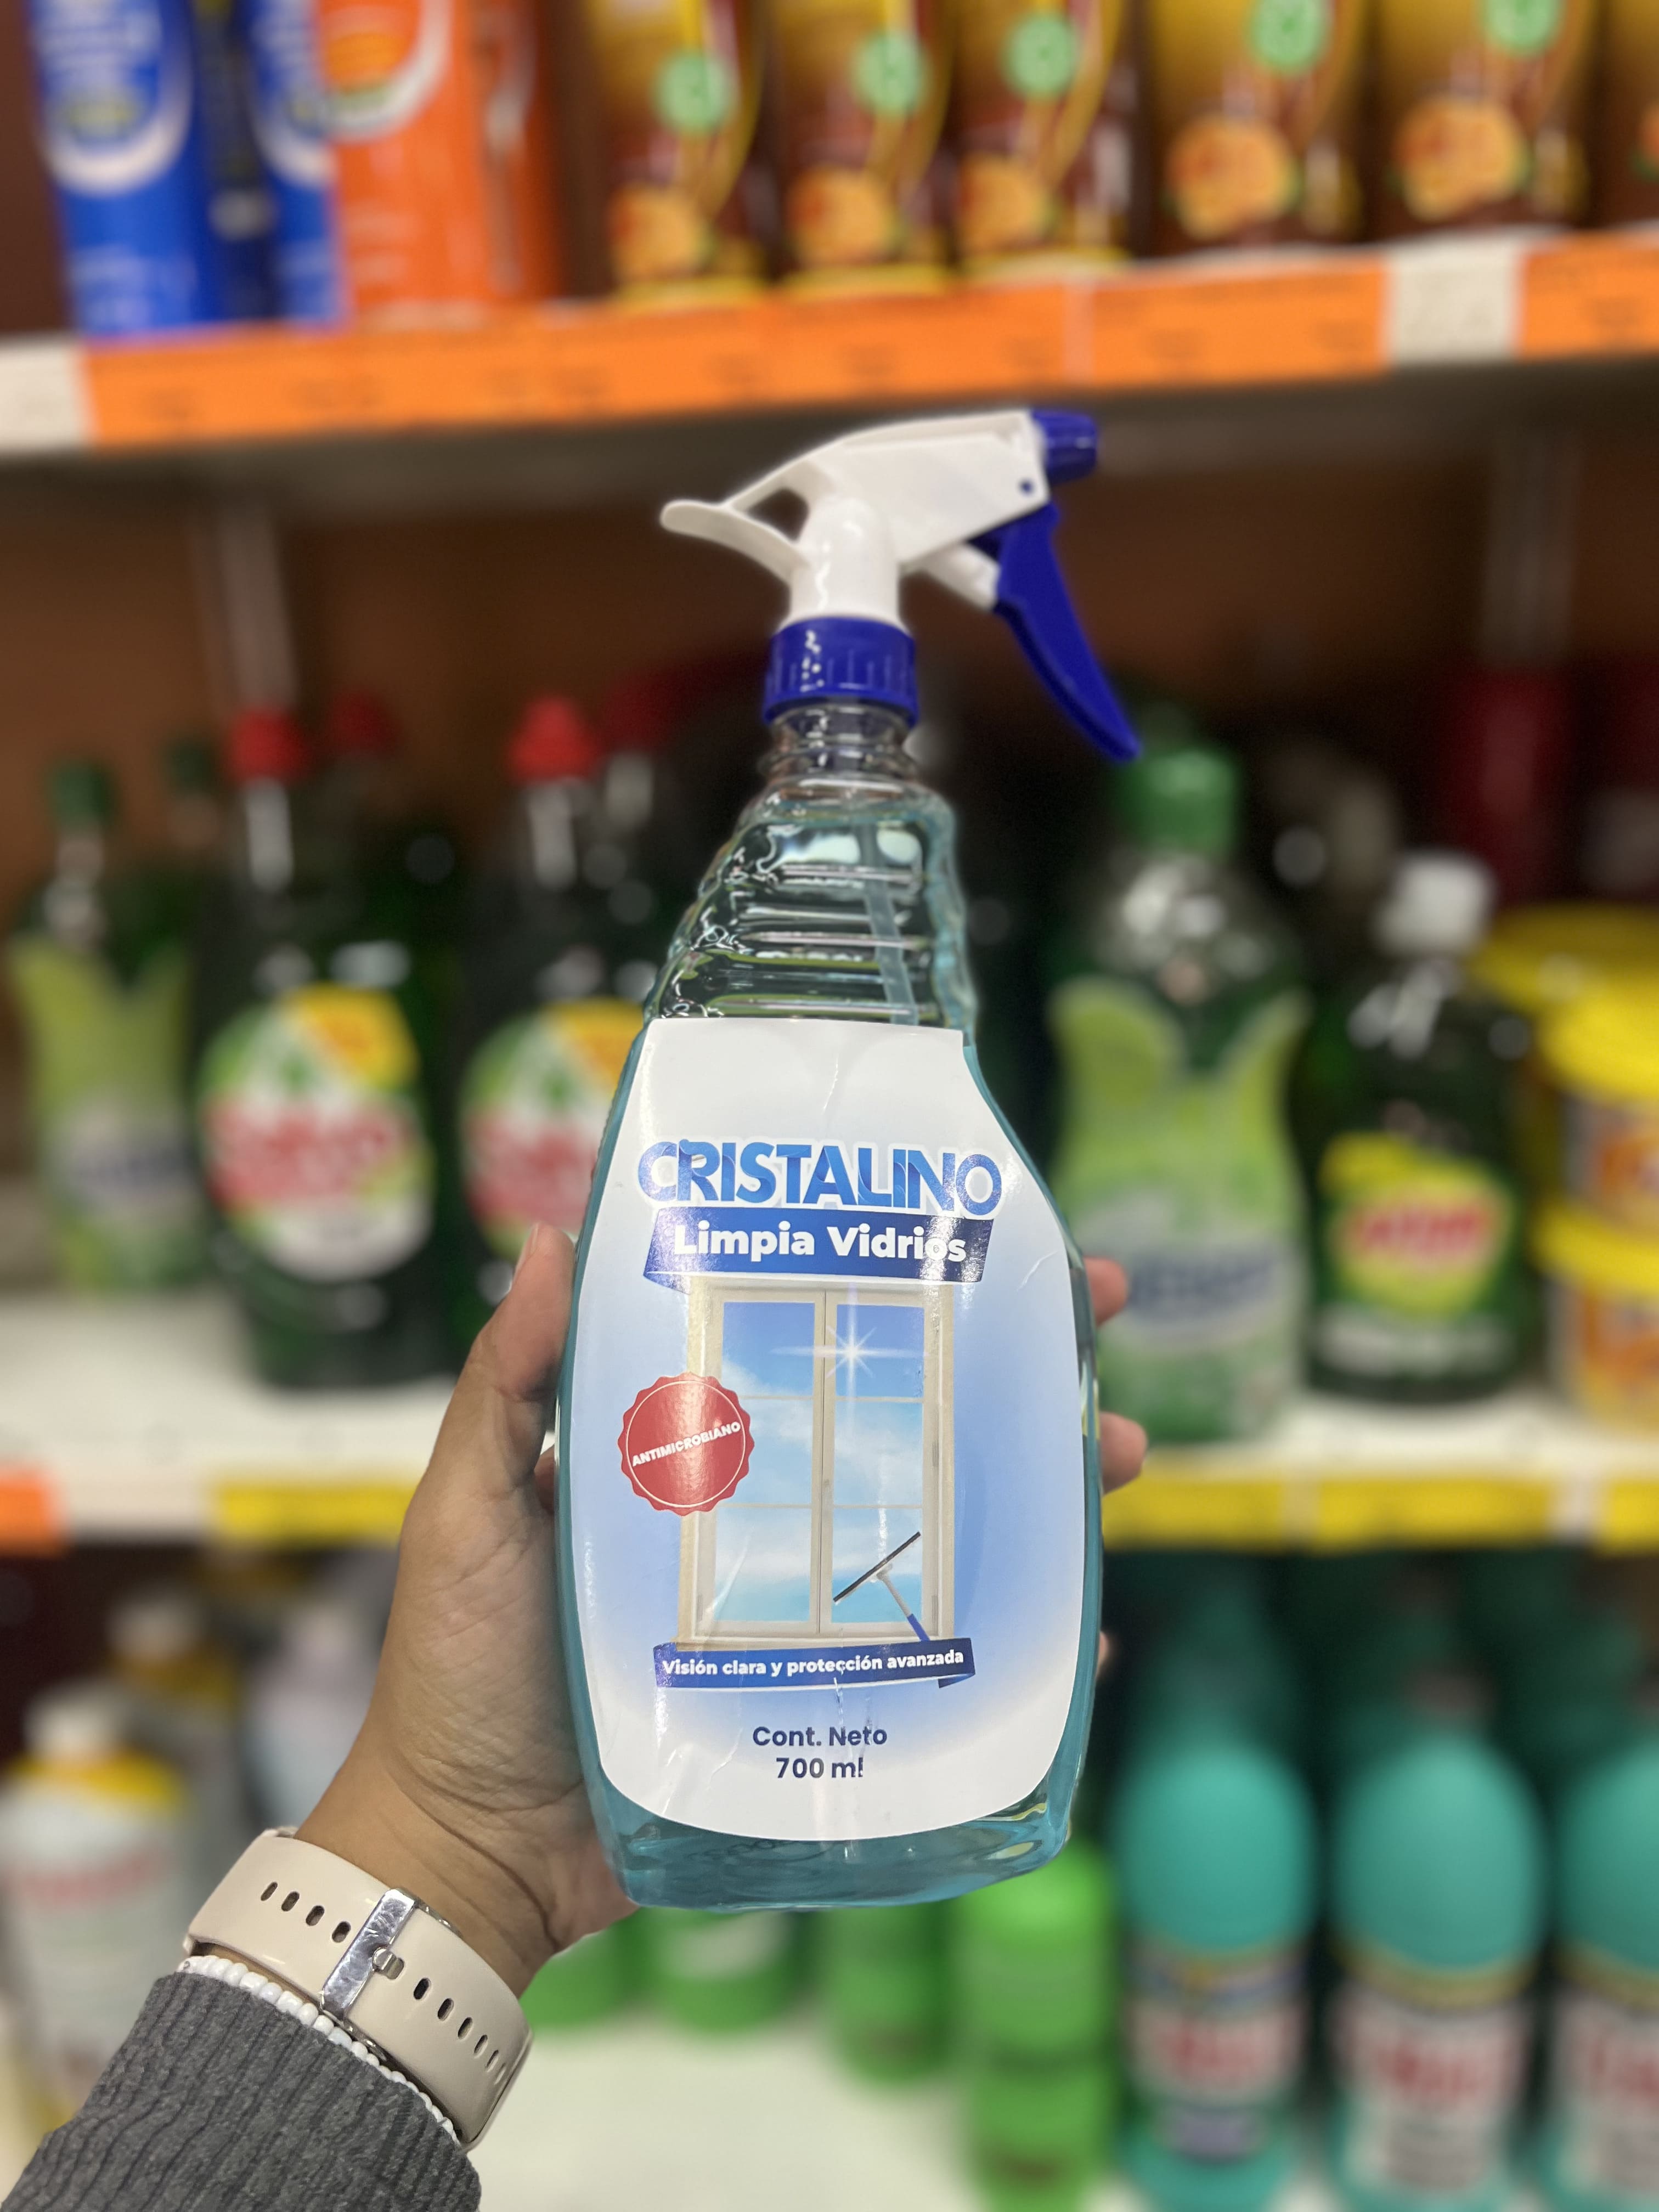 CRISTALINO
Limpia Vidrios
ANTIMICROBIANO
Visión clara y protección avanzada
Cont. Neto
700 ml